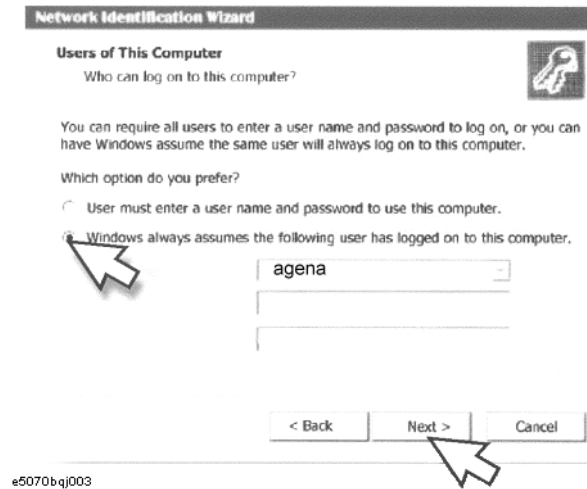 Network Identification Wizard
Users of This Computer
Who can log on to this computer?
You can require all users to enter a user name and password to log on, or you can
have Windows assume the same user will always log on to this computer.
Which option do you prefer?
User must enter a user name and password to use this computer.
Windows always assumes the following user has logged on to this computer.
agena
< Back Next > Cancel
e5070bqj003